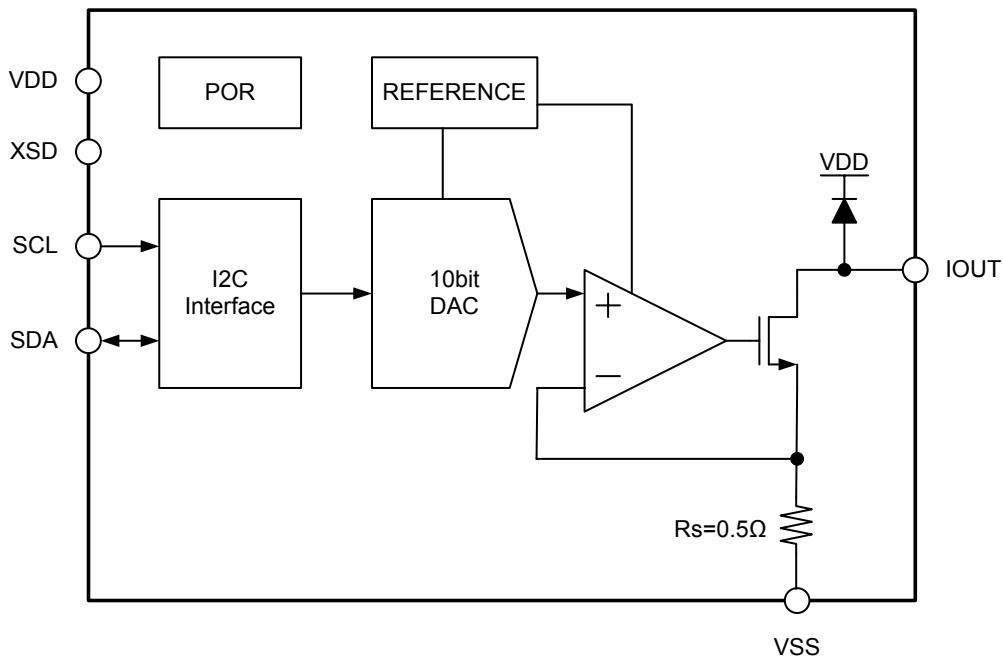 VDD
POR
REFERENCE
XSD
VDD
SCL
I2C
Interface
10bit
DAC
IOUT
SDA
+
−
Rs=0.5Ω
VSS